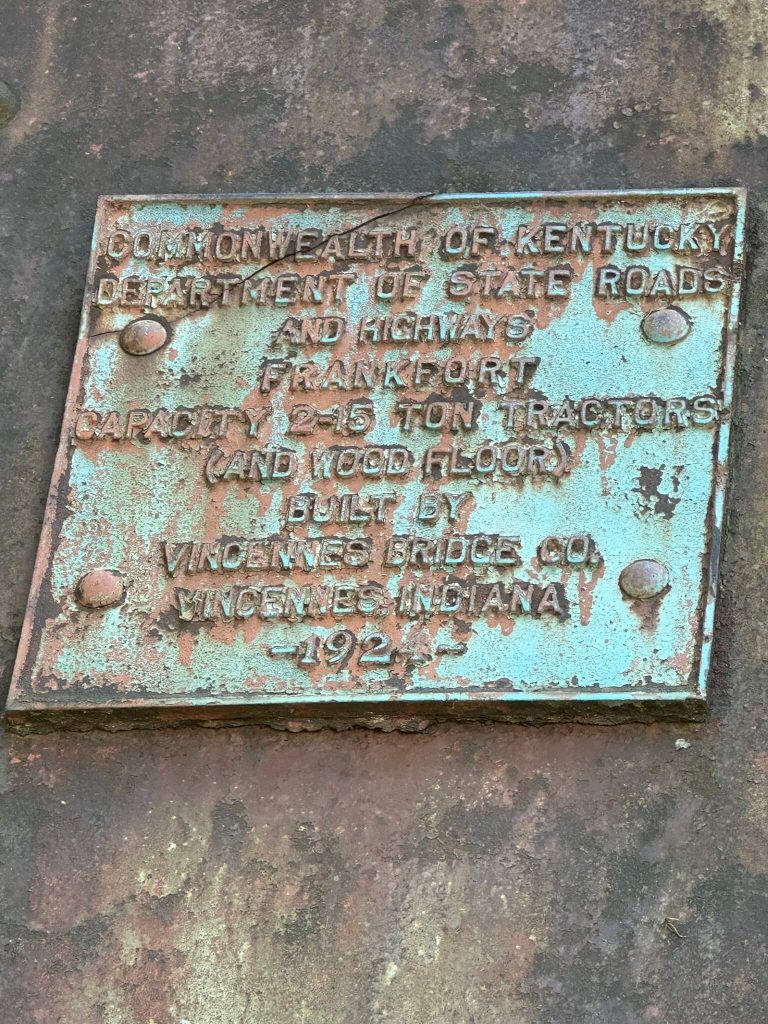 COMMONWEALTH OF KENTUCKY
DEPARTMENT OF STATE ROADS
AND HIGHWAYS
FRANKFORT
CAPACITY 2-15 TON TRACTORS
(AND WOOD FLOOR)
BUILT BY
VINCENNES BRIDGE CO.
VINCENNES, INDIANA
-1924-